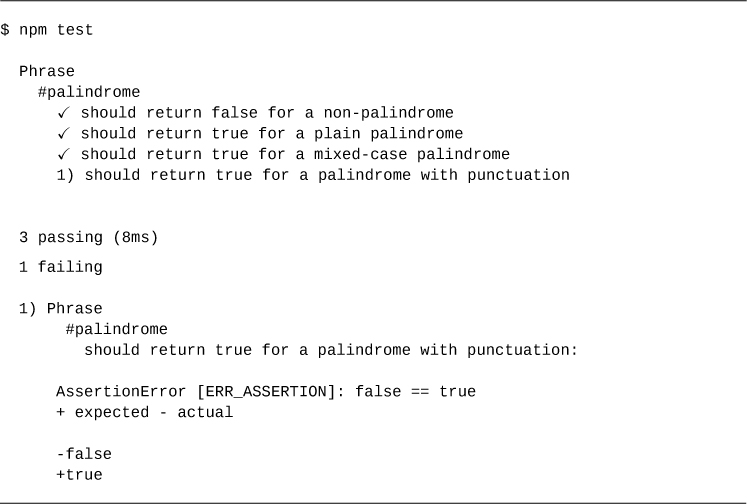 $ npm test
Phrase
#palindrome
✓ should return false for a non-palindrome
✓ should return true for a plain palindrome
✓ should return true for a mixed-case palindrome
1) should return true for a palindrome with punctuation
3 passing (8ms)
1 failing
1) Phrase
#palindrome
should return true for a palindrome with punctuation:
AssertionError [ERR_ASSERTION]: false == true
+ expected - actual
-false
+true